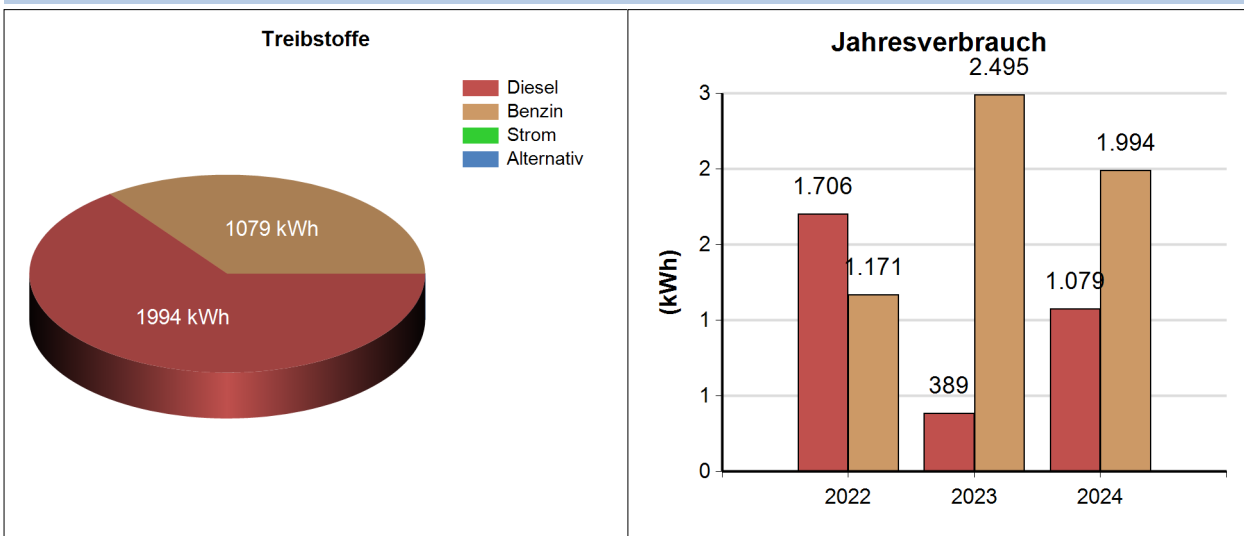 Treibstoffe
Diesel
Benzin
Strom
Alternativ
1079 kWh
1994 kWh
Jahresverbrauch
2.495
3
1.994
2
1.706
2
1.171
1.079
(kWh)
1
389
1
0
2022 2023 2024